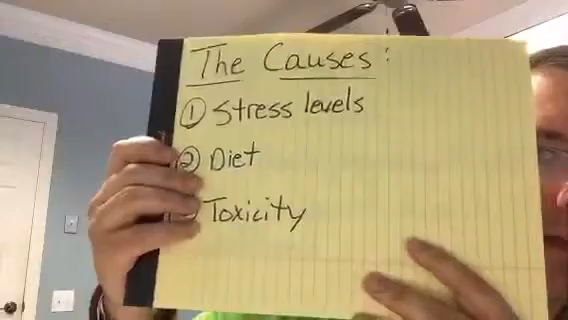 The Causes:
① Stress levels
② Diet
Toxicity